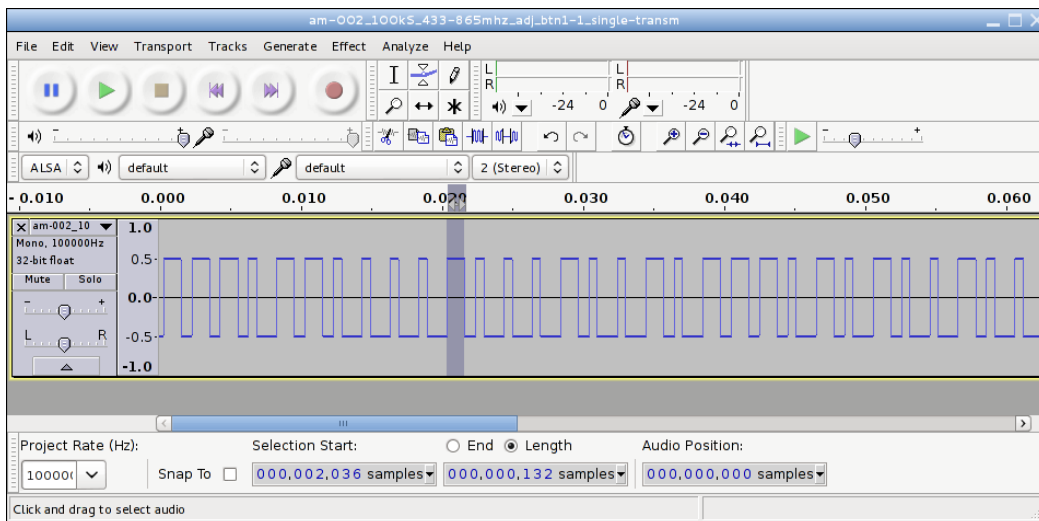 am-002_100kS_433-865mhz_adj_btn1-1_single-transm
File Edit View Transport Tracks Generate Effect Analyze Help
L
R
L
R
-24 0
-24 0
ALSA
default
default
2 (Stereo)
- 0.010 0.000 0.010 0.020 0.030 0.040 0.050 0.060
am-002_10
Mono, 100000Hz
32-bit float
Mute Solo
- +
L R
1.0
0.5
0.0
-0.5
-1.0
Project Rate (Hz):
Selection Start:
End Length
Audio Position:
10000
Snap To
000,002,036 samples
000,000,132 samples
000,000,000 samples
Click and drag to select audio